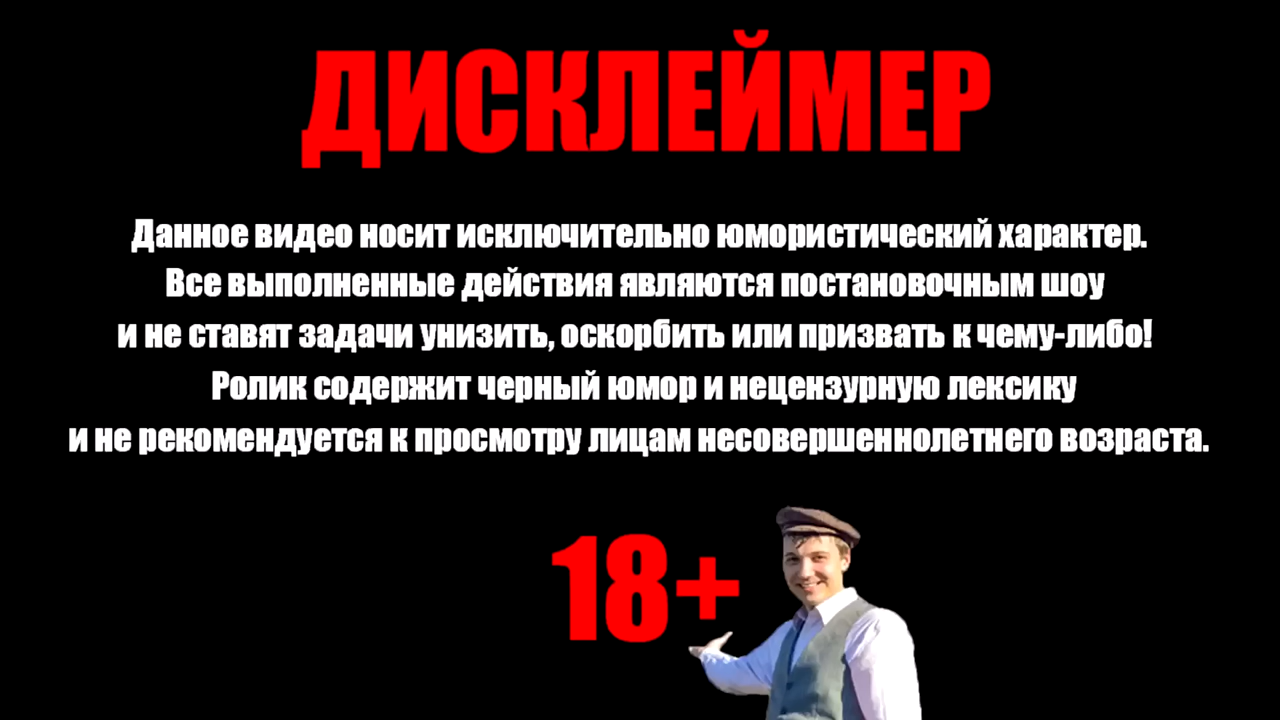 ДИСКЛЕЙМЕР
Данное видео носит исключительно юмористический характер.
Все выполненные действия являются постановочным шоу
и не ставят задачи унизить, оскорбить или призвать к чему-либо!
Ролик содержит черный юмор и нецензурную лексику
и не рекомендуется к просмотру лицам несовершеннолетнего возраста.
18+